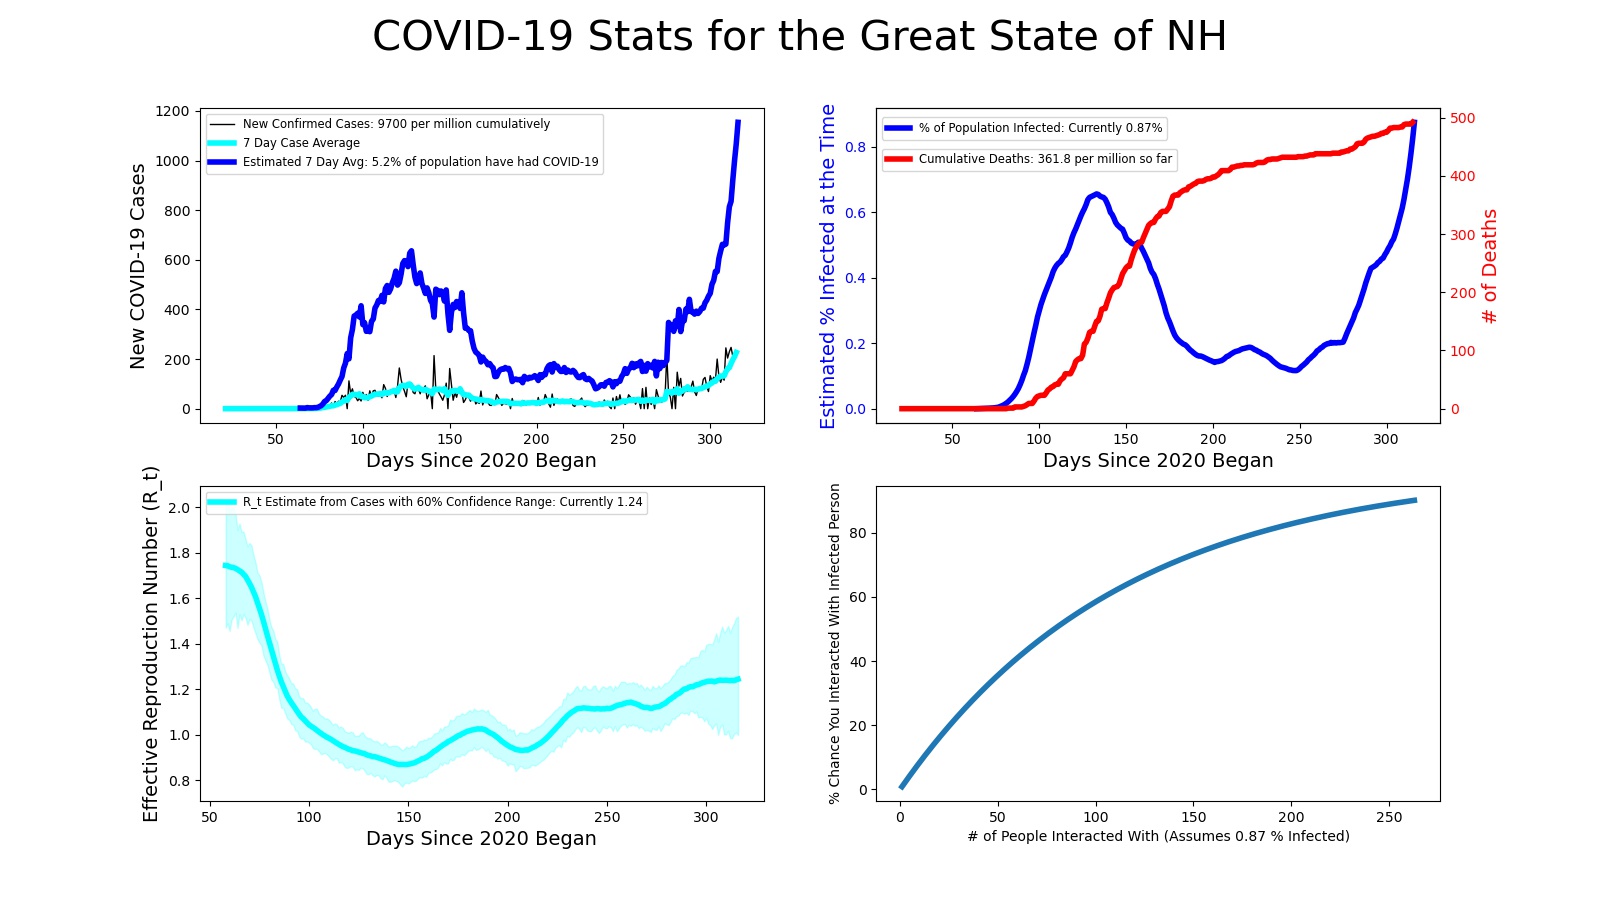 COVID-19 Stats for the Great State of NH
New COVID-19 Cases
1200
1000
800
600
400
200
0
New Confirmed Cases: 9700 per million cumulatively
7 Day Case Average
Estimated 7 Day Avg: 5.2% of population have had COVID-19
50 100 150 200 250 300
Days Since 2020 Began
Estimated % Infected at the Time
0.8
0.6
0.4
0.2
0.0
% of Population Infected: Currently 0.87%
Cumulative Deaths: 361.8 per million so far
500
400
300
200
100
0
# of Deaths
50 100 150 200 250 300
Days Since 2020 Began
Effective Reproduction Number (R_t)
2.0
1.8
1.6
1.4
1.2
1.0
0.8
R_t Estimate from Cases with 60% Confidence Range: Currently 1.24
50 100 150 200 250 300
Days Since 2020 Began
% Chance You Interacted With Infected Person
80
60
40
20
0
0 50 100 150 200 250
# of People Interacted With (Assumes 0.87 % Infected)